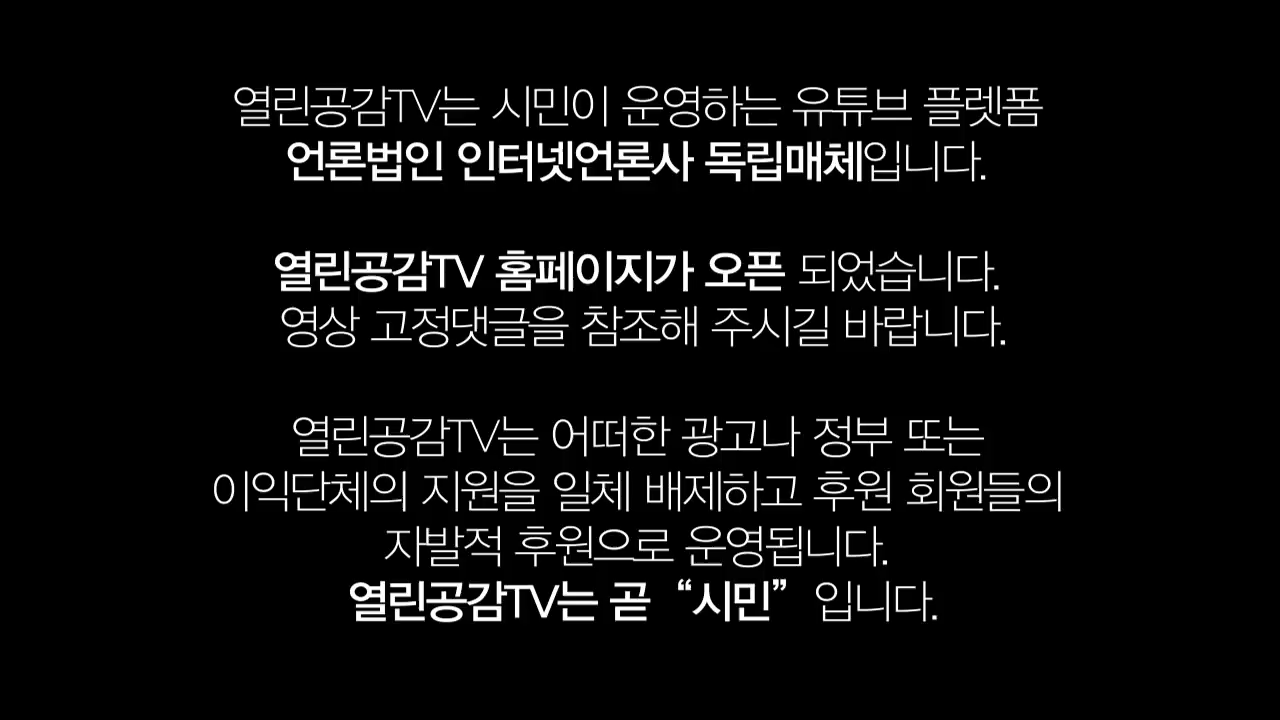 열린공감TV는 시민이 운영하는 유튜브 플렛폼
언론법인 인터넷언론사 독립매체입니다.
열린공감TV 홈페이지가 오픈 되었습니다.
영상 고정댓글을 참조해 주시길 바랍니다.
열린공감TV는 어떠한 광고나 정부 또는
이익단체의 지원을 일체 배제하고 후원 회원들의
자발적 후원으로 운영됩니다.
열린공감TV는 곧 “시민” 입니다.